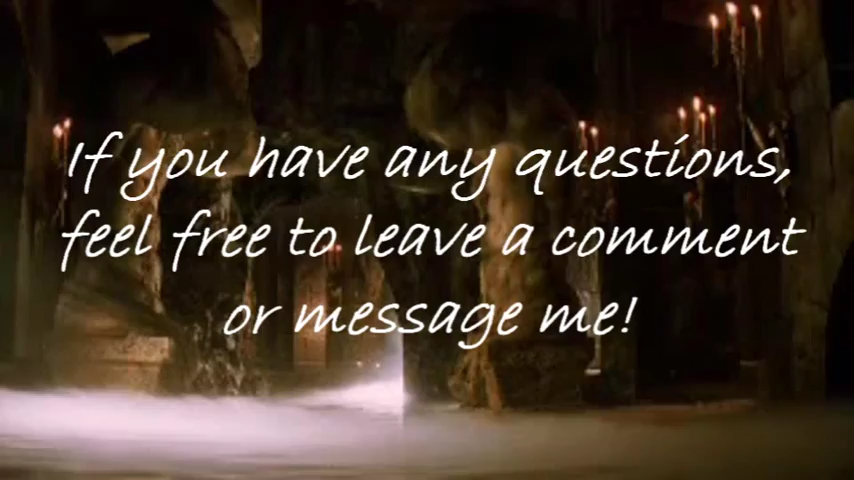 If you have any questions,
feel free to leave a comment
or message me!